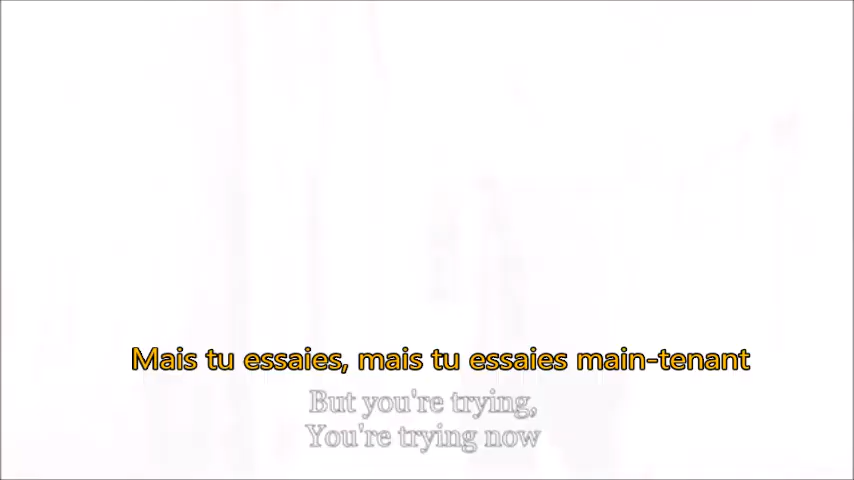 Mais tu essaies, mais tu essaies main-tenant
But you're trying,
You're trying now